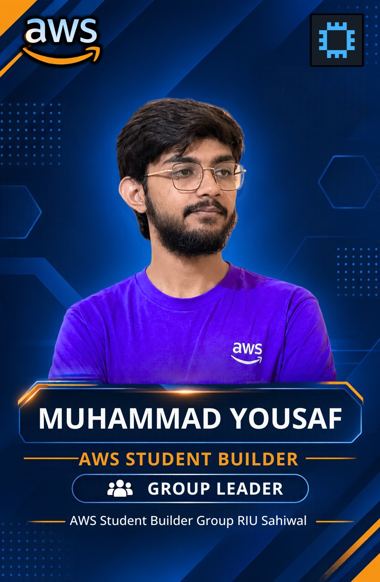 aws
aws
MUHAMMAD YOUSAF
AWS STUDENT BUILDER
GROUP LEADER
AWS Student Builder Group RIU Sahiwal